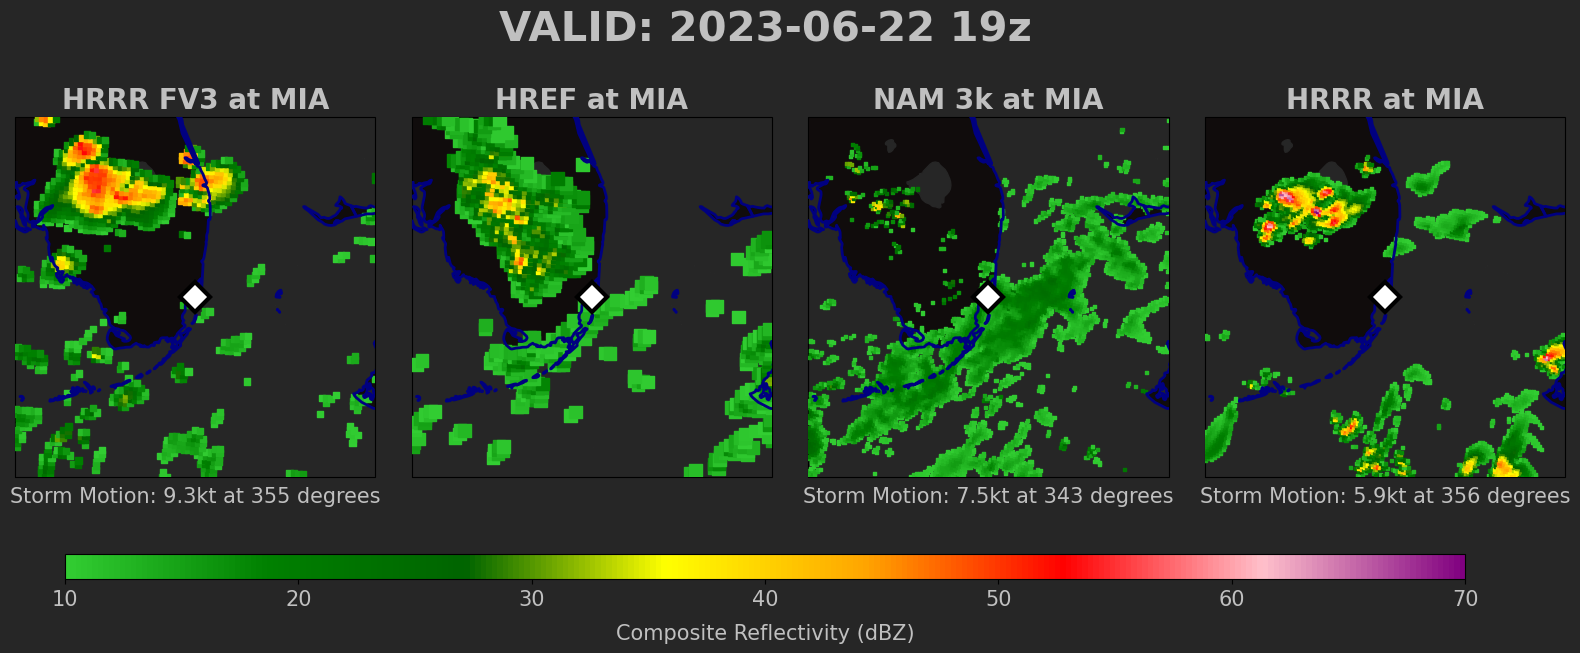 VALID: 2023-06-22 19z
HRRR FV3 at MIA
HREF at MIA
NAM 3k at MIA
HRRR at MIA
Storm Motion: 9.3kt at 355 degrees
Storm Motion: 7.5kt at 343 degrees
Storm Motion: 5.9kt at 356 degrees
10 20 30 40 50 60 70
Composite Reflectivity (dBZ)